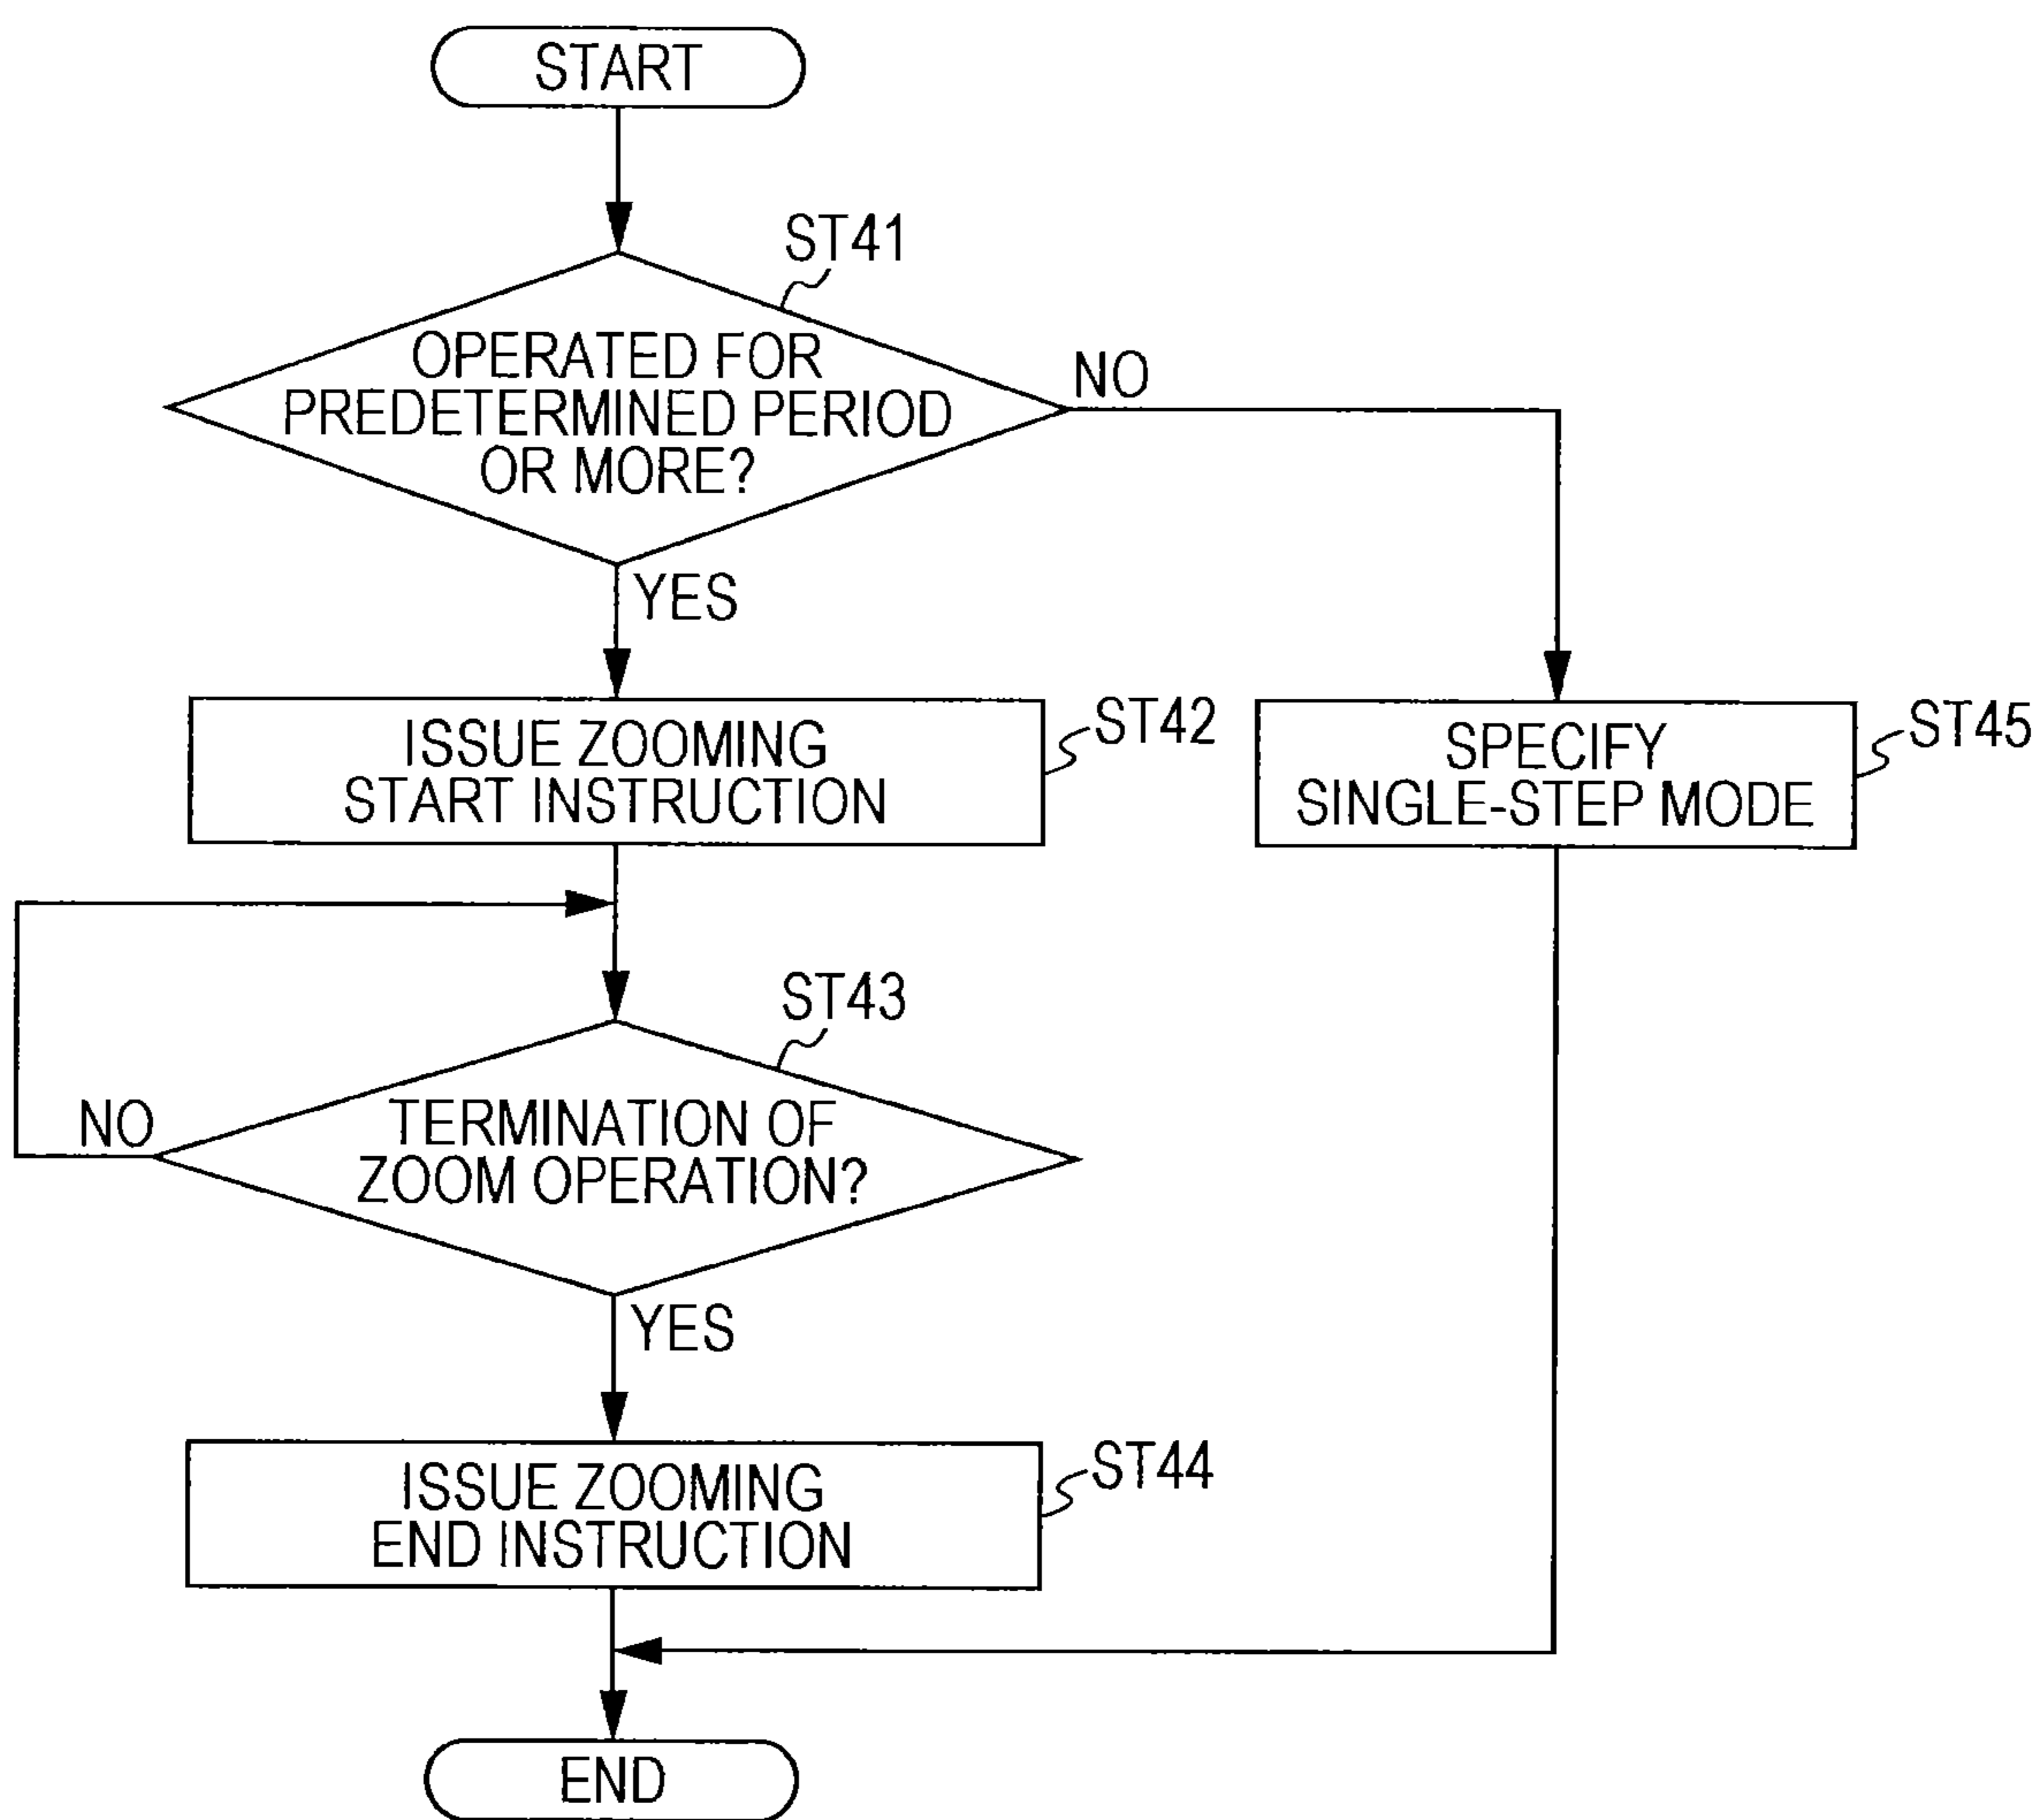 START
ST41
OPERATED FOR
PREDETERMINED PERIOD
OR MORE?
NO
YES
ISSUE ZOOMING
START INSTRUCTION
ST42
SPECIFY
SINGLE-STEP MODE
ST45
ST43
NO
TERMINATION OF
ZOOM OPERATION?
YES
ISSUE ZOOMING
END INSTRUCTION
ST44
END